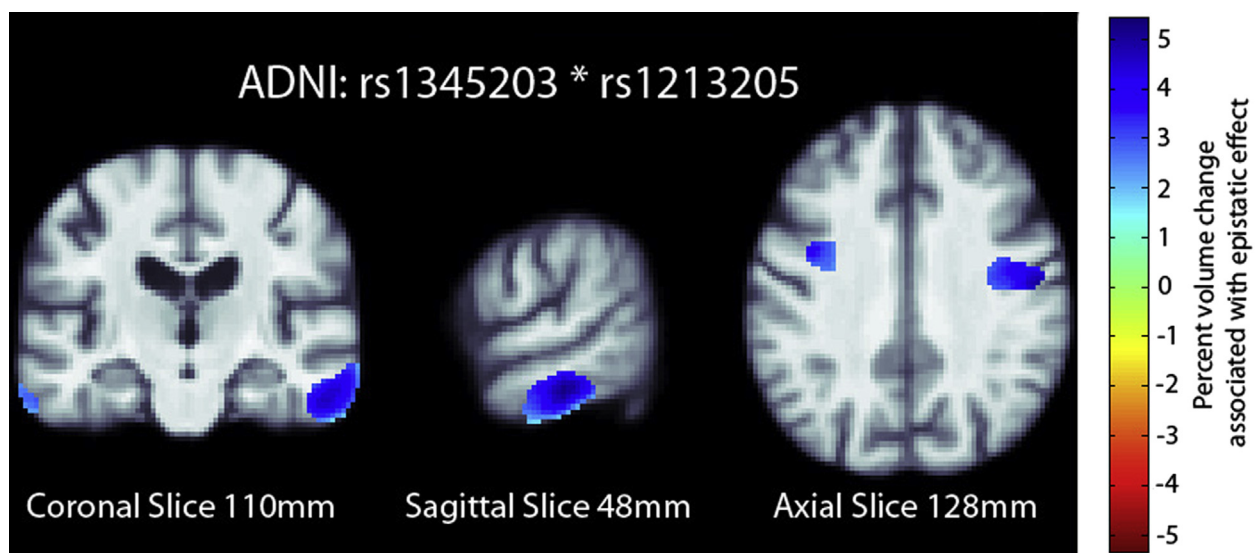 ADNI: rs1345203 * rs1213205
Coronal Slice 110mm
Sagittal Slice 48mm
Axial Slice 128mm
5
4
3
2
1
0
-1
-2
-3
-4
-5
Percent volume change
associated with epistatic effect